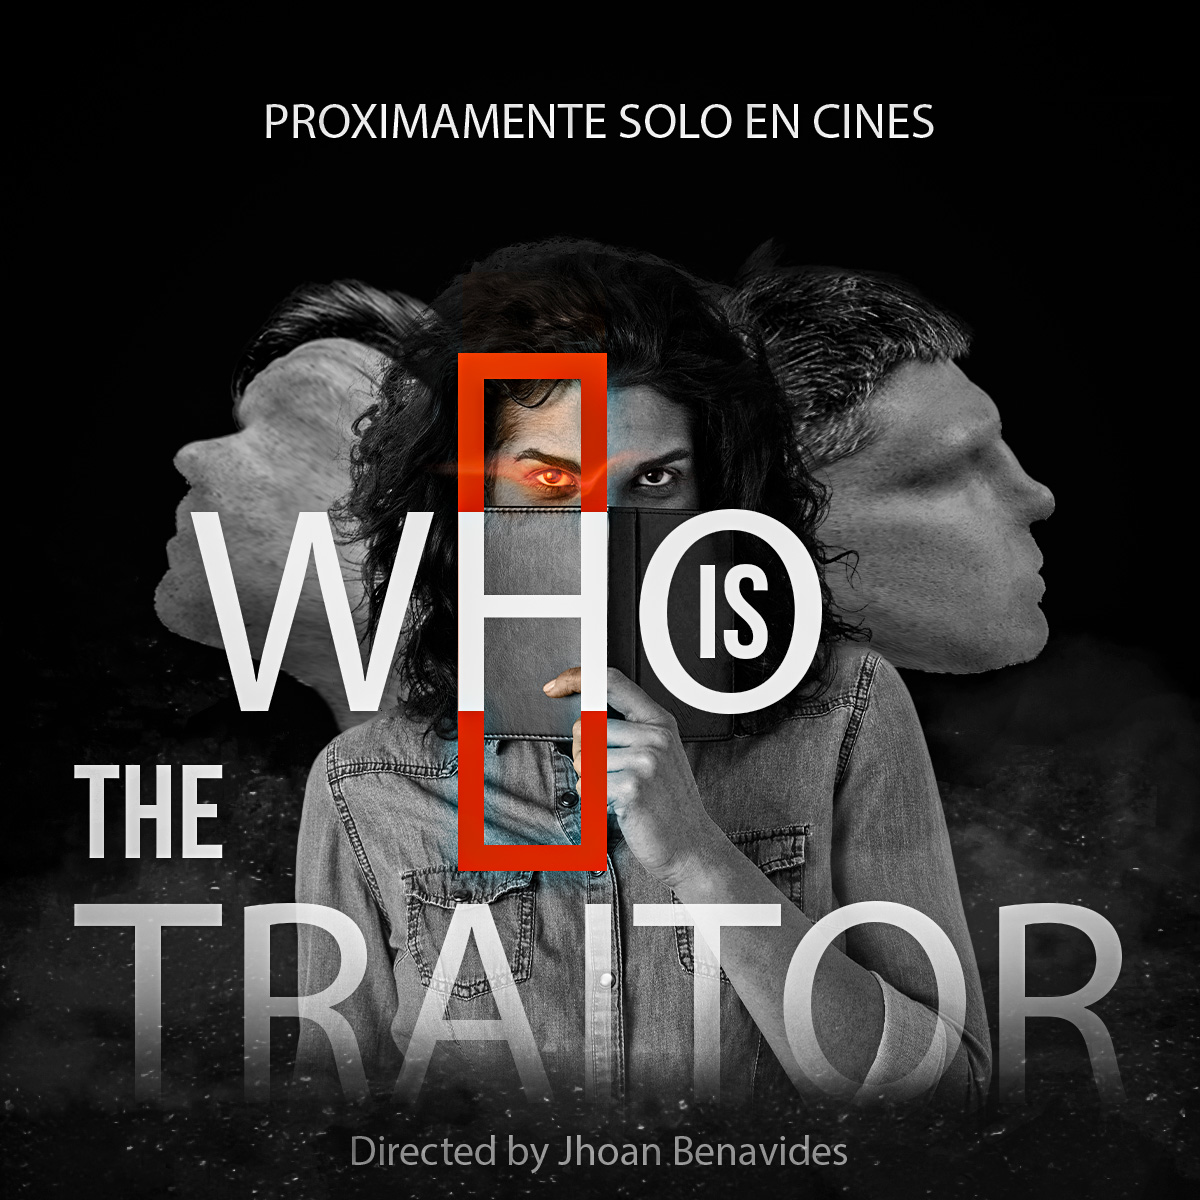 PROXIMAMENTE SOLO EN CINES
WHO
IS
THE
TRAITOR
Directed by Jhoan Benavides